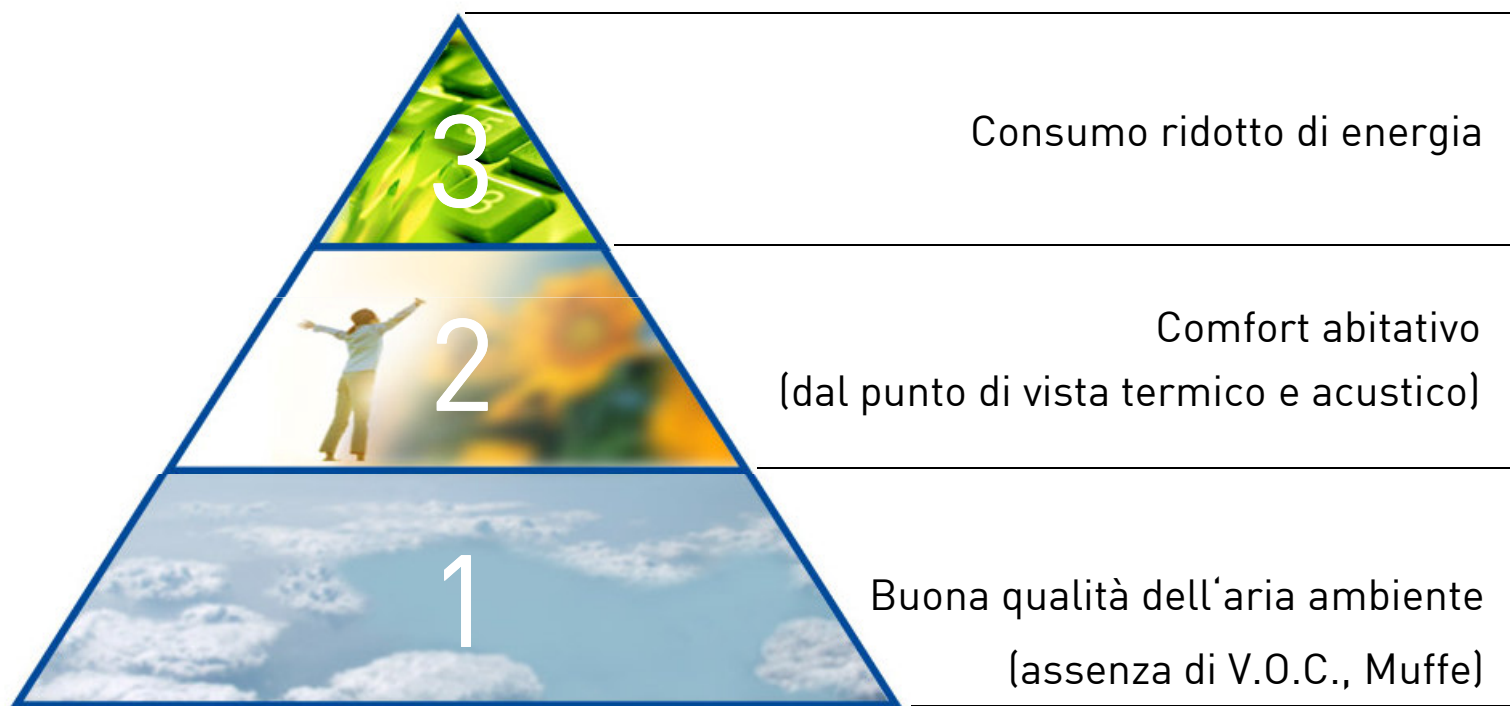 3
Consumo ridotto di energia
2
Comfort abitativo
(dal punto di vista termico e acustico)
1
Buona qualità dell‘aria ambiente
(assenza di V.O.C., Muffe)